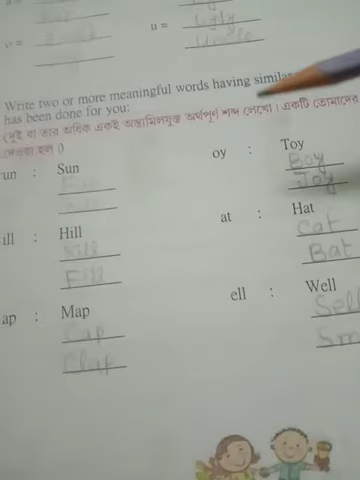 u =
Write two or more meaningful words having similar
has been done for you:
(দুই বা তার অধিক একই অন্ত্যমিলযুক্ত অর্থপূর্ণ শব্দ লেখো। একটি তোমাদের
দেওয়া হল।)
un : Sun
oy : Toy
Boy
Joy
ill : Hill
Fill
at : Hat
Cat
Bat
ap : Map
Cap
Clap
ell : Well
Sell